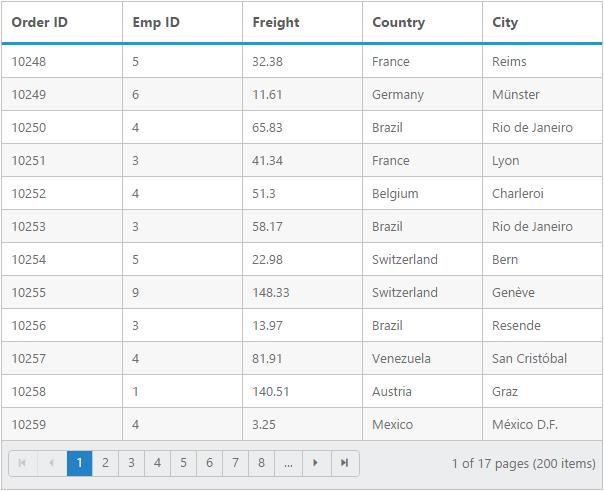 Order ID Emp ID Freight Country City
10248 5 32.38 France Reims
10249 6 11.61 Germany Münster
10250 4 65.83 Brazil Rio de Janeiro
10251 3 41.34 France Lyon
10252 4 51.3 Belgium Charleroi
10253 3 58.17 Brazil Rio de Janeiro
10254 5 22.98 Switzerland Bern
10255 9 148.33 Switzerland Genève
10256 3 13.97 Brazil Resende
10257 4 81.91 Venezuela San Cristóbal
10258 1 140.51 Austria Graz
10259 4 3.25 Mexico México D.F.
1 2 3 4 5 6 7 8 ... 1 of 17 pages (200 items)